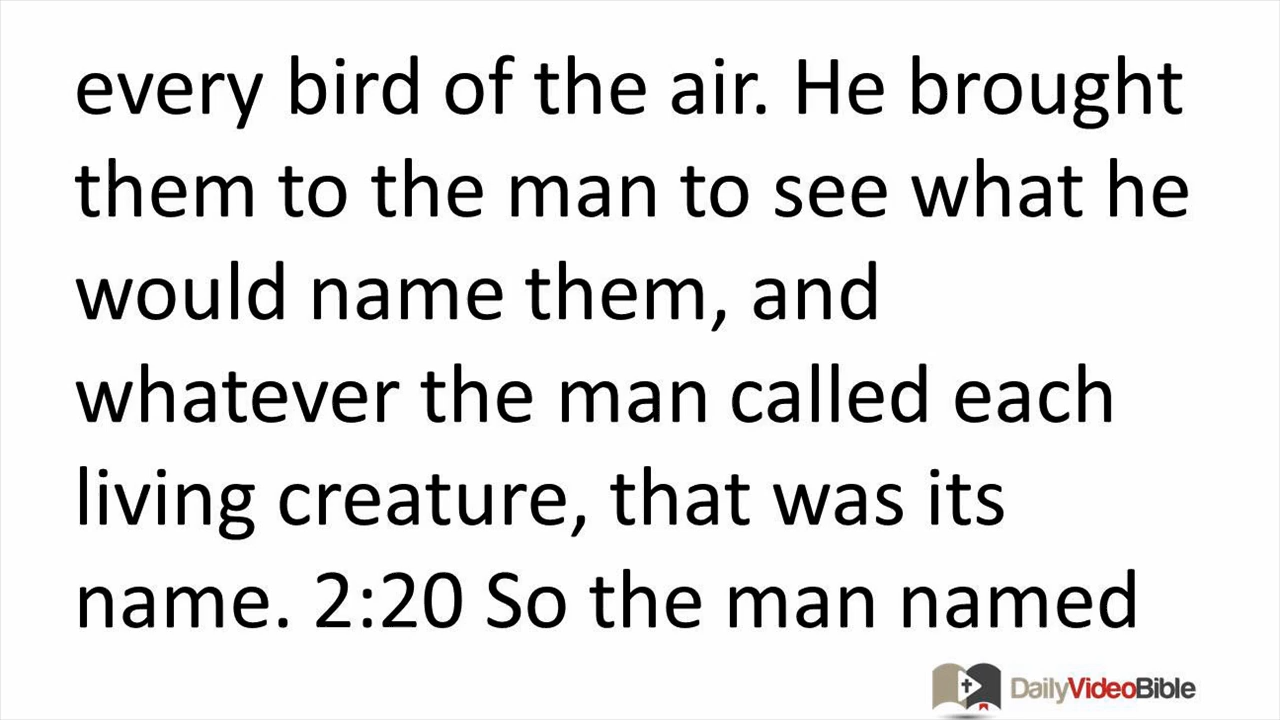 every bird of the air. He brought
them to the man to see what he
would name them, and
whatever the man called each
living creature, that was its
name. 2:20 So the man named
DailyVideoBible